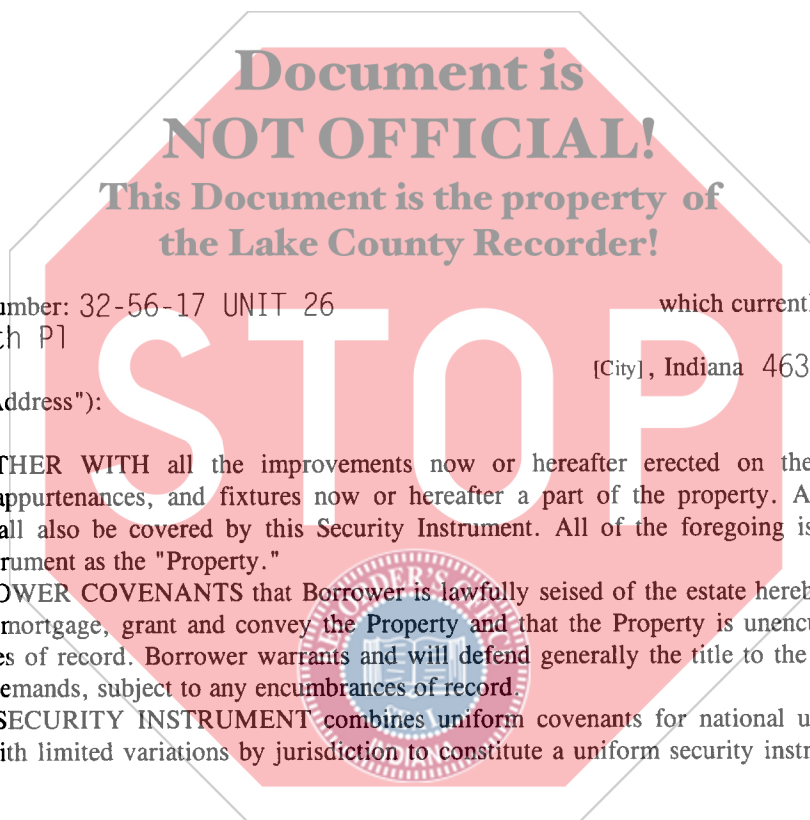 Document is
NOT OFFICIAL!
This Document is the property of
the Lake County Recorder!
umber: 32-56-17 UNIT 26 which currentl
th Pl
[City], Indiana 463
Address"):
STOP
THER WITH all the improvements now or hereafter erected on the
appurtenances, and fixtures now or hereafter a part of the property. A
all also be covered by this Security Instrument. All of the foregoing is
rument as the "Property."
OWER COVENANTS that Borrower is lawfully seised of the estate hereb
mortgage, grant and convey the Property and that the Property is unencu
es of record. Borrower warrants and will defend generally the title to the
emands, subject to any encumbrances of record.
SECURITY INSTRUMENT combines uniform covenants for national u
ith limited variations by jurisdiction to constitute a uniform security instr